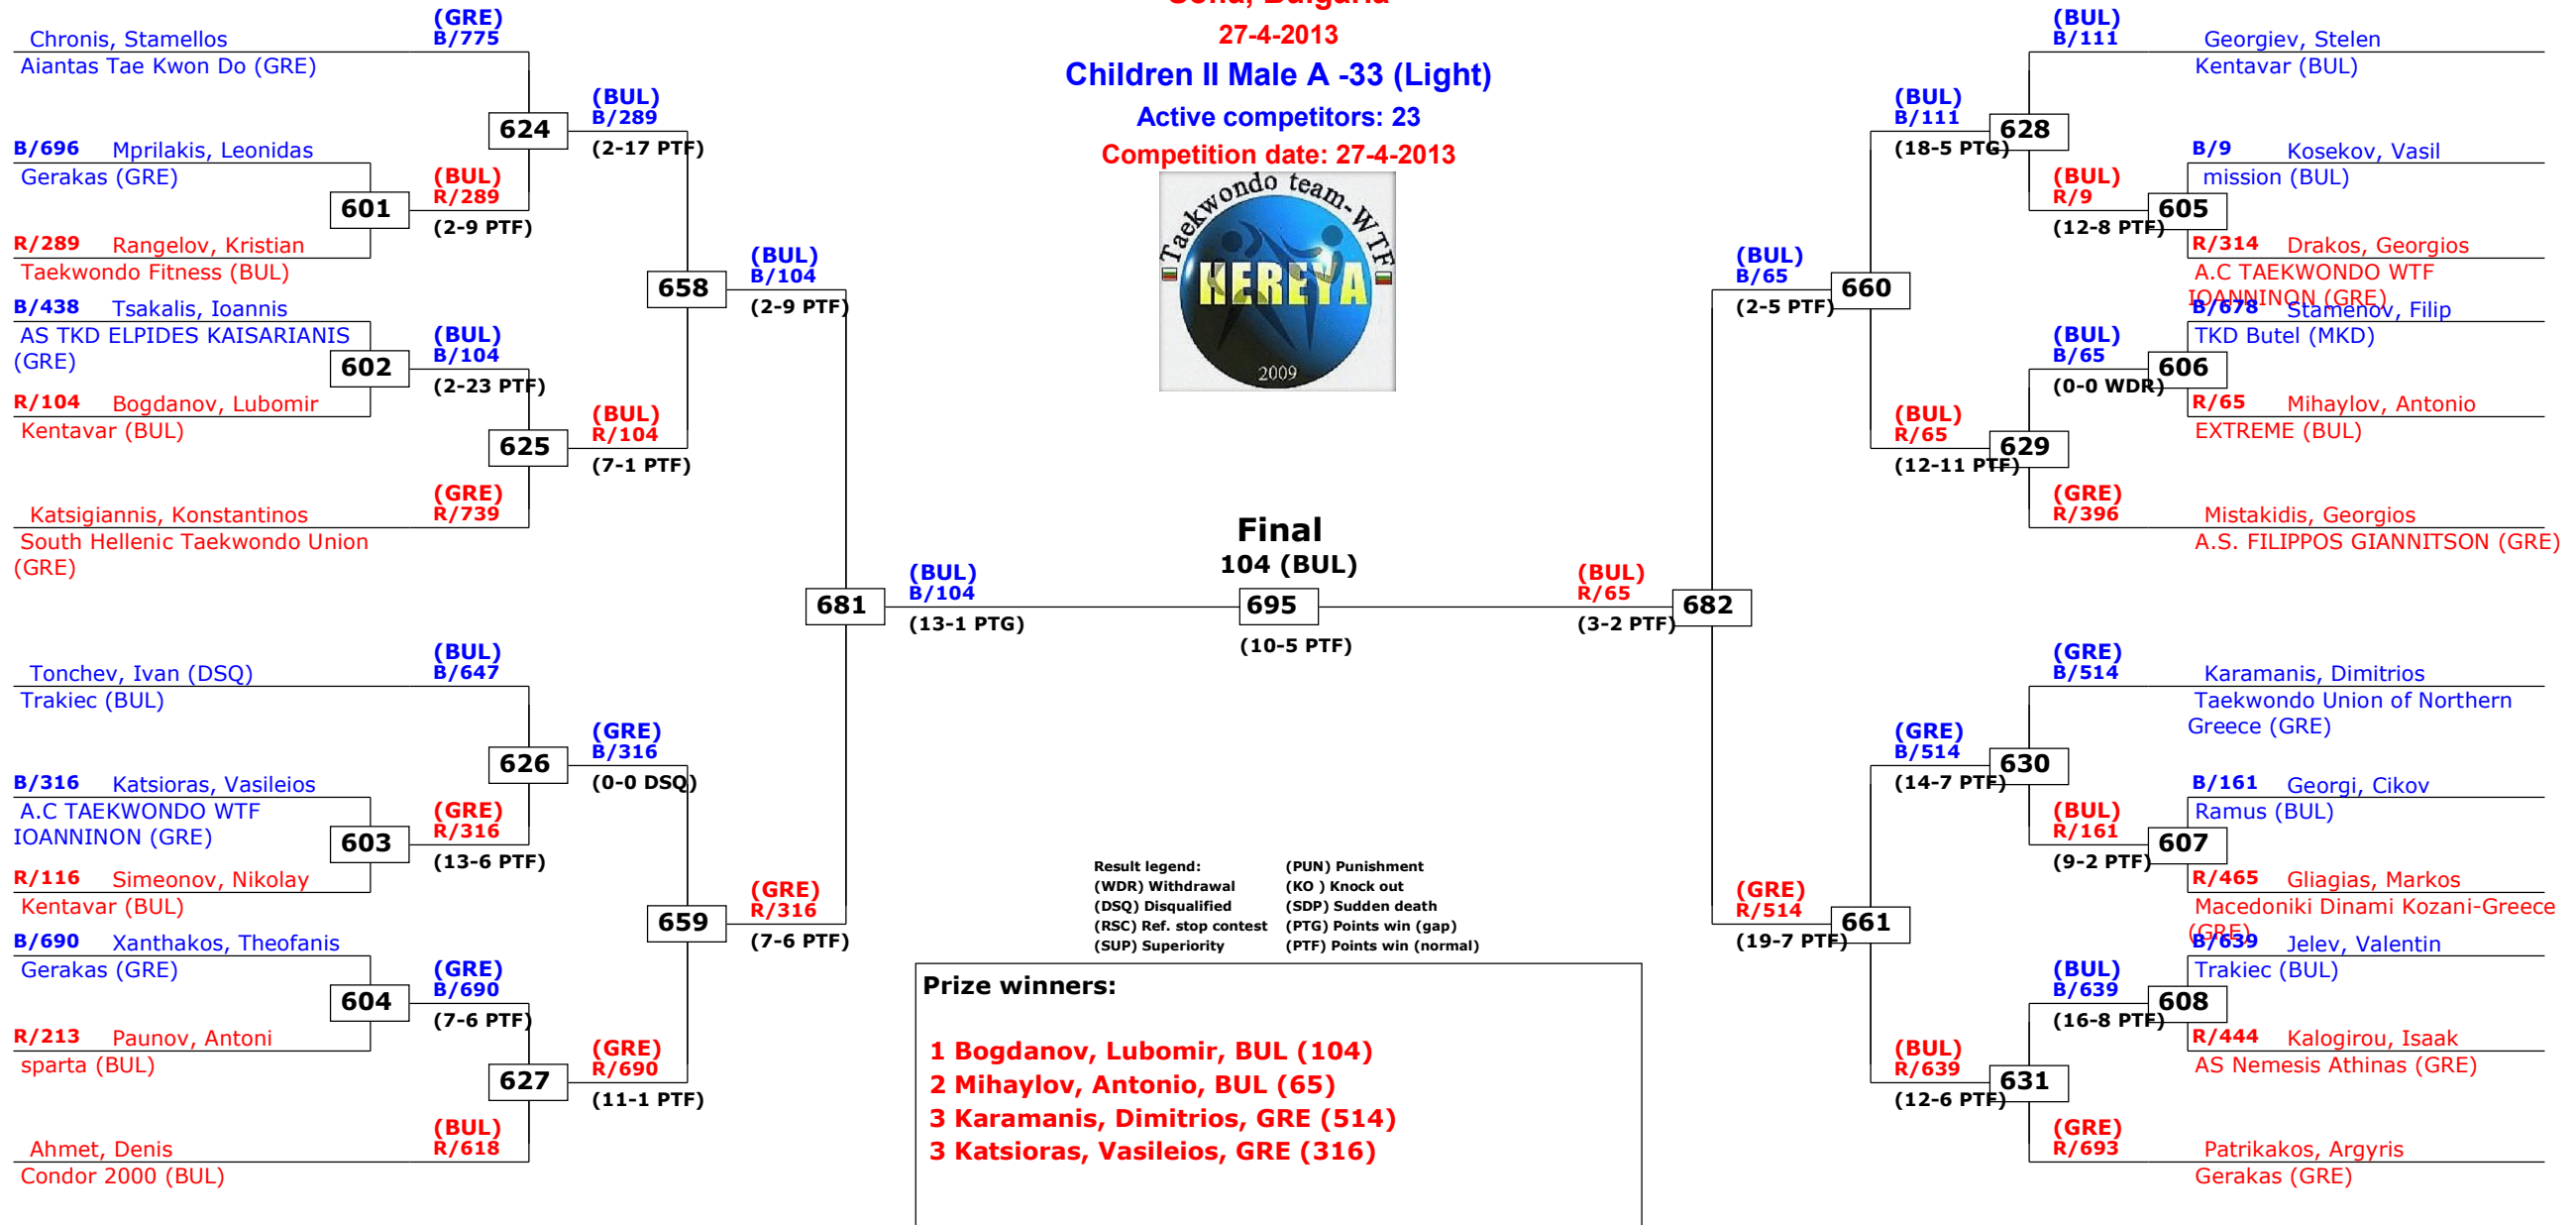 Sofia, Bulgaria
27-4-2013
Children II Male A -33 (Light)
Active competitors: 23
Competition date: 27-4-2013
Taekwondo team-WTF
HEREYA
2009
(GRE)
Chronis, Stamellos B/775
Aiantas Tae Kwon Do (GRE)
624
(BUL)
B/289
(2-17 PTF)
B/696 Mprilakis, Leonidas
Gerakas (GRE)
601
(BUL)
R/289
(2-9 PTF)
R/289 Rangelov, Kristian
Taekwondo Fitness (BUL)
658
(BUL)
B/104
(2-9 PTF)
B/438 Tsakalis, Ioannis
AS TKD ELPIDES KAISARIANIS
(GRE)
602
(BUL)
B/104
(2-23 PTF)
R/104 Bogdanov, Lubomir
Kentavar (BUL)
625
(BUL)
R/104
(7-1 PTF)
(GRE)
Katsigiannis, Konstantinos R/739
South Hellenic Taekwondo Union
(GRE)
681
(BUL)
B/104
(13-1 PTG)
(BUL)
Tonchev, Ivan (DSQ) B/647
Trakiec (BUL)
626
(GRE)
B/316
(0-0 DSQ)
B/316 Katsioras, Vasileios
A.C TAEKWONDO WTF
IOANNINON (GRE)
603
(GRE)
R/316
(13-6 PTF)
R/116 Simeonov, Nikolay
Kentavar (BUL)
659
(GRE)
R/316
(7-6 PTF)
B/690 Xanthakos, Theofanis
Gerakas (GRE)
604
(GRE)
B/690
(7-6 PTF)
R/213 Paunov, Antoni
sparta (BUL)
627
(GRE)
R/690
(11-1 PTF)
(BUL)
Ahmet, Denis R/618
Condor 2000 (BUL)
Final
104 (BUL)
695
(10-5 PTF)
(BUL)
B/111 Georgiev, Stelen
Kentavar (BUL)
(BUL)
B/111
(18-5 PTG)
628
B/9 Kosekov, Vasil
mission (BUL)
(BUL)
R/9
(12-8 PTF)
605
R/314 Drakos, Georgios
A.C TAEKWONDO WTF
IOANNINON (GRE)
(BUL)
B/65
(2-5 PTF)
660
B/678 Stamenov, Filip
TKD Butel (MKD)
(BUL)
B/65
(0-0 WDR)
606
R/65 Mihaylov, Antonio
EXTREME (BUL)
(BUL)
R/65
(12-11 PTF)
629
(GRE)
R/396 Mistakidis, Georgios
A.S. FILIPPOS GIANNITSON (GRE)
(BUL)
R/65
(3-2 PTF)
682
(GRE)
B/514 Karamanis, Dimitrios
Taekwondo Union of Northern
Greece (GRE)
(GRE)
B/514
(14-7 PTF)
630
B/161 Georgi, Cikov
Ramus (BUL)
(BUL)
R/161
(9-2 PTF)
607
R/465 Gliagias, Markos
Macedoniki Dinami Kozani-Greece
(GRE)
(GRE)
R/514
(19-7 PTF)
661
B/639 Jelev, Valentin
Trakiec (BUL)
(BUL)
B/639
(16-8 PTF)
608
R/444 Kalogirou, Isaak
AS Nemesis Athinas (GRE)
(BUL)
R/639
(12-6 PTF)
631
(GRE)
R/693 Patrikakos, Argyris
Gerakas (GRE)
Result legend: (PUN) Punishment
(WDR) Withdrawal (KO ) Knock out
(DSQ) Disqualified (SDP) Sudden death
(RSC) Ref. stop contest (PTG) Points win (gap)
(SUP) Superiority (PTF) Points win (normal)
Prize winners:
1 Bogdanov, Lubomir, BUL (104)
2 Mihaylov, Antonio, BUL (65)
3 Karamanis, Dimitrios, GRE (514)
3 Katsioras, Vasileios, GRE (316)